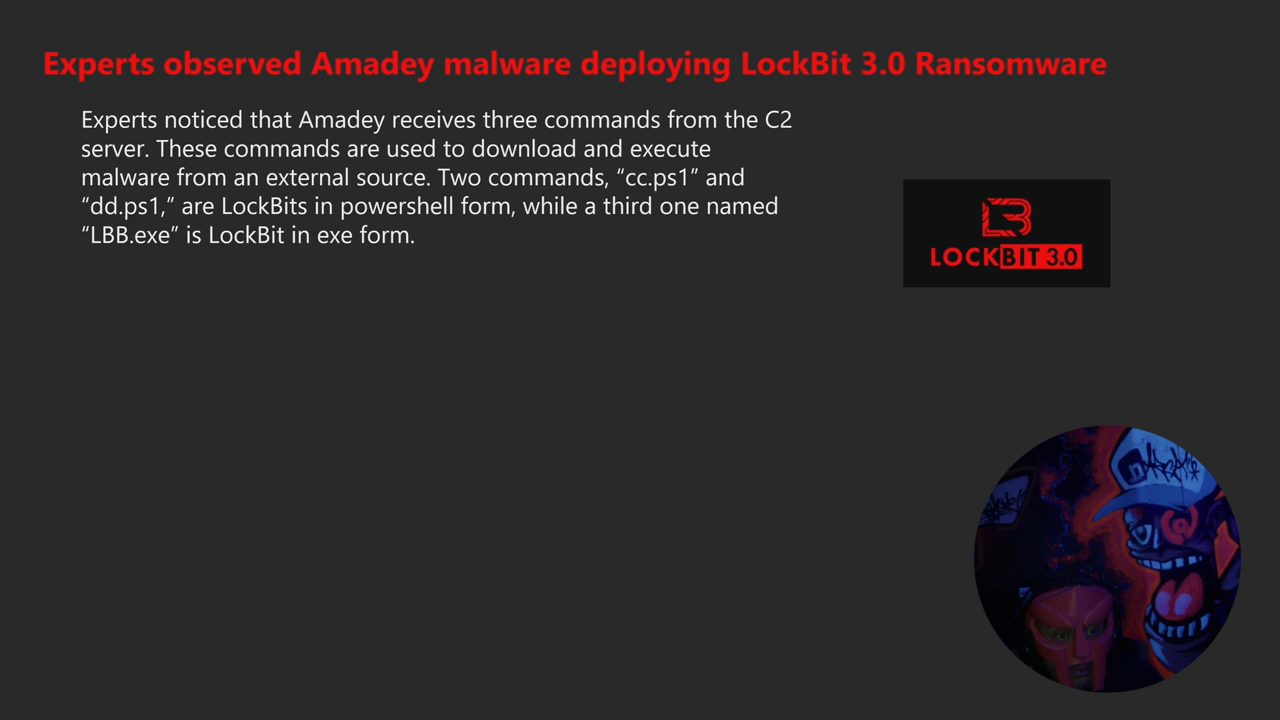 Experts observed Amadey malware deploying LockBit 3.0 Ransomware
Experts noticed that Amadey receives three commands from the C2
server. These commands are used to download and execute
malware from an external source. Two commands, “cc.ps1” and
“dd.ps1,” are LockBits in powershell form, while a third one named
“LBB.exe” is LockBit in exe form.
LOCKBIT 3.0